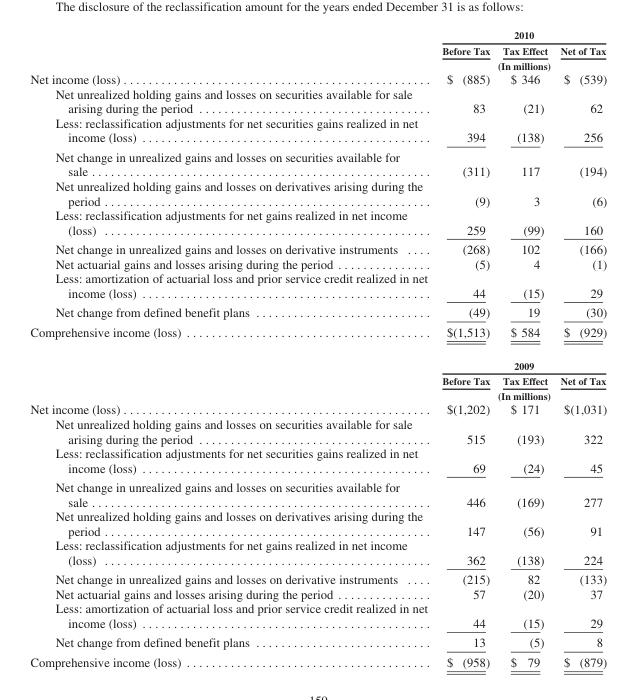 The disclosure of the reclassification amount for the years ended December 31 is as follows:
2010
Before Tax Tax Effect Net of Tax
(In millions)
Net income (loss) . . . . . . . . . . . . . . . . . . . . . . . . . . . . . . . . . . . . . . . . . . . . . . . . . $ (885) $ 346 $ (539)
Net unrealized holding gains and losses on securities available for sale
arising during the period . . . . . . . . . . . . . . . . . . . . . . . . . . . . . . . . . . . . . 83 (21) 62
Less: reclassification adjustments for net securities gains realized in net
income (loss) . . . . . . . . . . . . . . . . . . . . . . . . . . . . . . . . . . . . . . . . . . . . . . 394 (138) 256
Net change in unrealized gains and losses on securities available for
sale . . . . . . . . . . . . . . . . . . . . . . . . . . . . . . . . . . . . . . . . . . . . . . . . . . . . . . (311) 117 (194)
Net unrealized holding gains and losses on derivatives arising during the
period . . . . . . . . . . . . . . . . . . . . . . . . . . . . . . . . . . . . . . . . . . . . . . . . . . . . (9) 3 (6)
Less: reclassification adjustments for net gains realized in net income
(loss) . . . . . . . . . . . . . . . . . . . . . . . . . . . . . . . . . . . . . . . . . . . . . . . . . . . . 259 (99) 160
Net change in unrealized gains and losses on derivative instruments . . . . (268) 102 (166)
Net actuarial gains and losses arising during the period . . . . . . . . . . . . . . . (5) 4 (1)
Less: amortization of actuarial loss and prior service credit realized in net
income (loss) . . . . . . . . . . . . . . . . . . . . . . . . . . . . . . . . . . . . . . . . . . . . . . 44 (15) 29
Net change from defined benefit plans . . . . . . . . . . . . . . . . . . . . . . . . . . . . (49) 19 (30)
Comprehensive income (loss) . . . . . . . . . . . . . . . . . . . . . . . . . . . . . . . . . . . . . . . $(1,513) $ 584 $ (929)
2009
Before Tax Tax Effect Net of Tax
(In millions)
Net income (loss) . . . . . . . . . . . . . . . . . . . . . . . . . . . . . . . . . . . . . . . . . . . . . . . . . $(1,202) $ 171 $(1,031)
Net unrealized holding gains and losses on securities available for sale
arising during the period . . . . . . . . . . . . . . . . . . . . . . . . . . . . . . . . . . . . . 515 (193) 322
Less: reclassification adjustments for net securities gains realized in net
income (loss) . . . . . . . . . . . . . . . . . . . . . . . . . . . . . . . . . . . . . . . . . . . . . . 69 (24) 45
Net change in unrealized gains and losses on securities available for
sale . . . . . . . . . . . . . . . . . . . . . . . . . . . . . . . . . . . . . . . . . . . . . . . . . . . . . . 446 (169) 277
Net unrealized holding gains and losses on derivatives arising during the
period . . . . . . . . . . . . . . . . . . . . . . . . . . . . . . . . . . . . . . . . . . . . . . . . . . . . 147 (56) 91
Less: reclassification adjustments for net gains realized in net income
(loss) . . . . . . . . . . . . . . . . . . . . . . . . . . . . . . . . . . . . . . . . . . . . . . . . . . . . 362 (138) 224
Net change in unrealized gains and losses on derivative instruments . . . . (215) 82 (133)
Net actuarial gains and losses arising during the period . . . . . . . . . . . . . . . 57 (20) 37
Less: amortization of actuarial loss and prior service credit realized in net
income (loss) . . . . . . . . . . . . . . . . . . . . . . . . . . . . . . . . . . . . . . . . . . . . . . 44 (15) 29
Net change from defined benefit plans . . . . . . . . . . . . . . . . . . . . . . . . . . . . 13 (5) 8
Comprehensive income (loss) . . . . . . . . . . . . . . . . . . . . . . . . . . . . . . . . . . . . . . . $ (958) $ 79 $ (879)